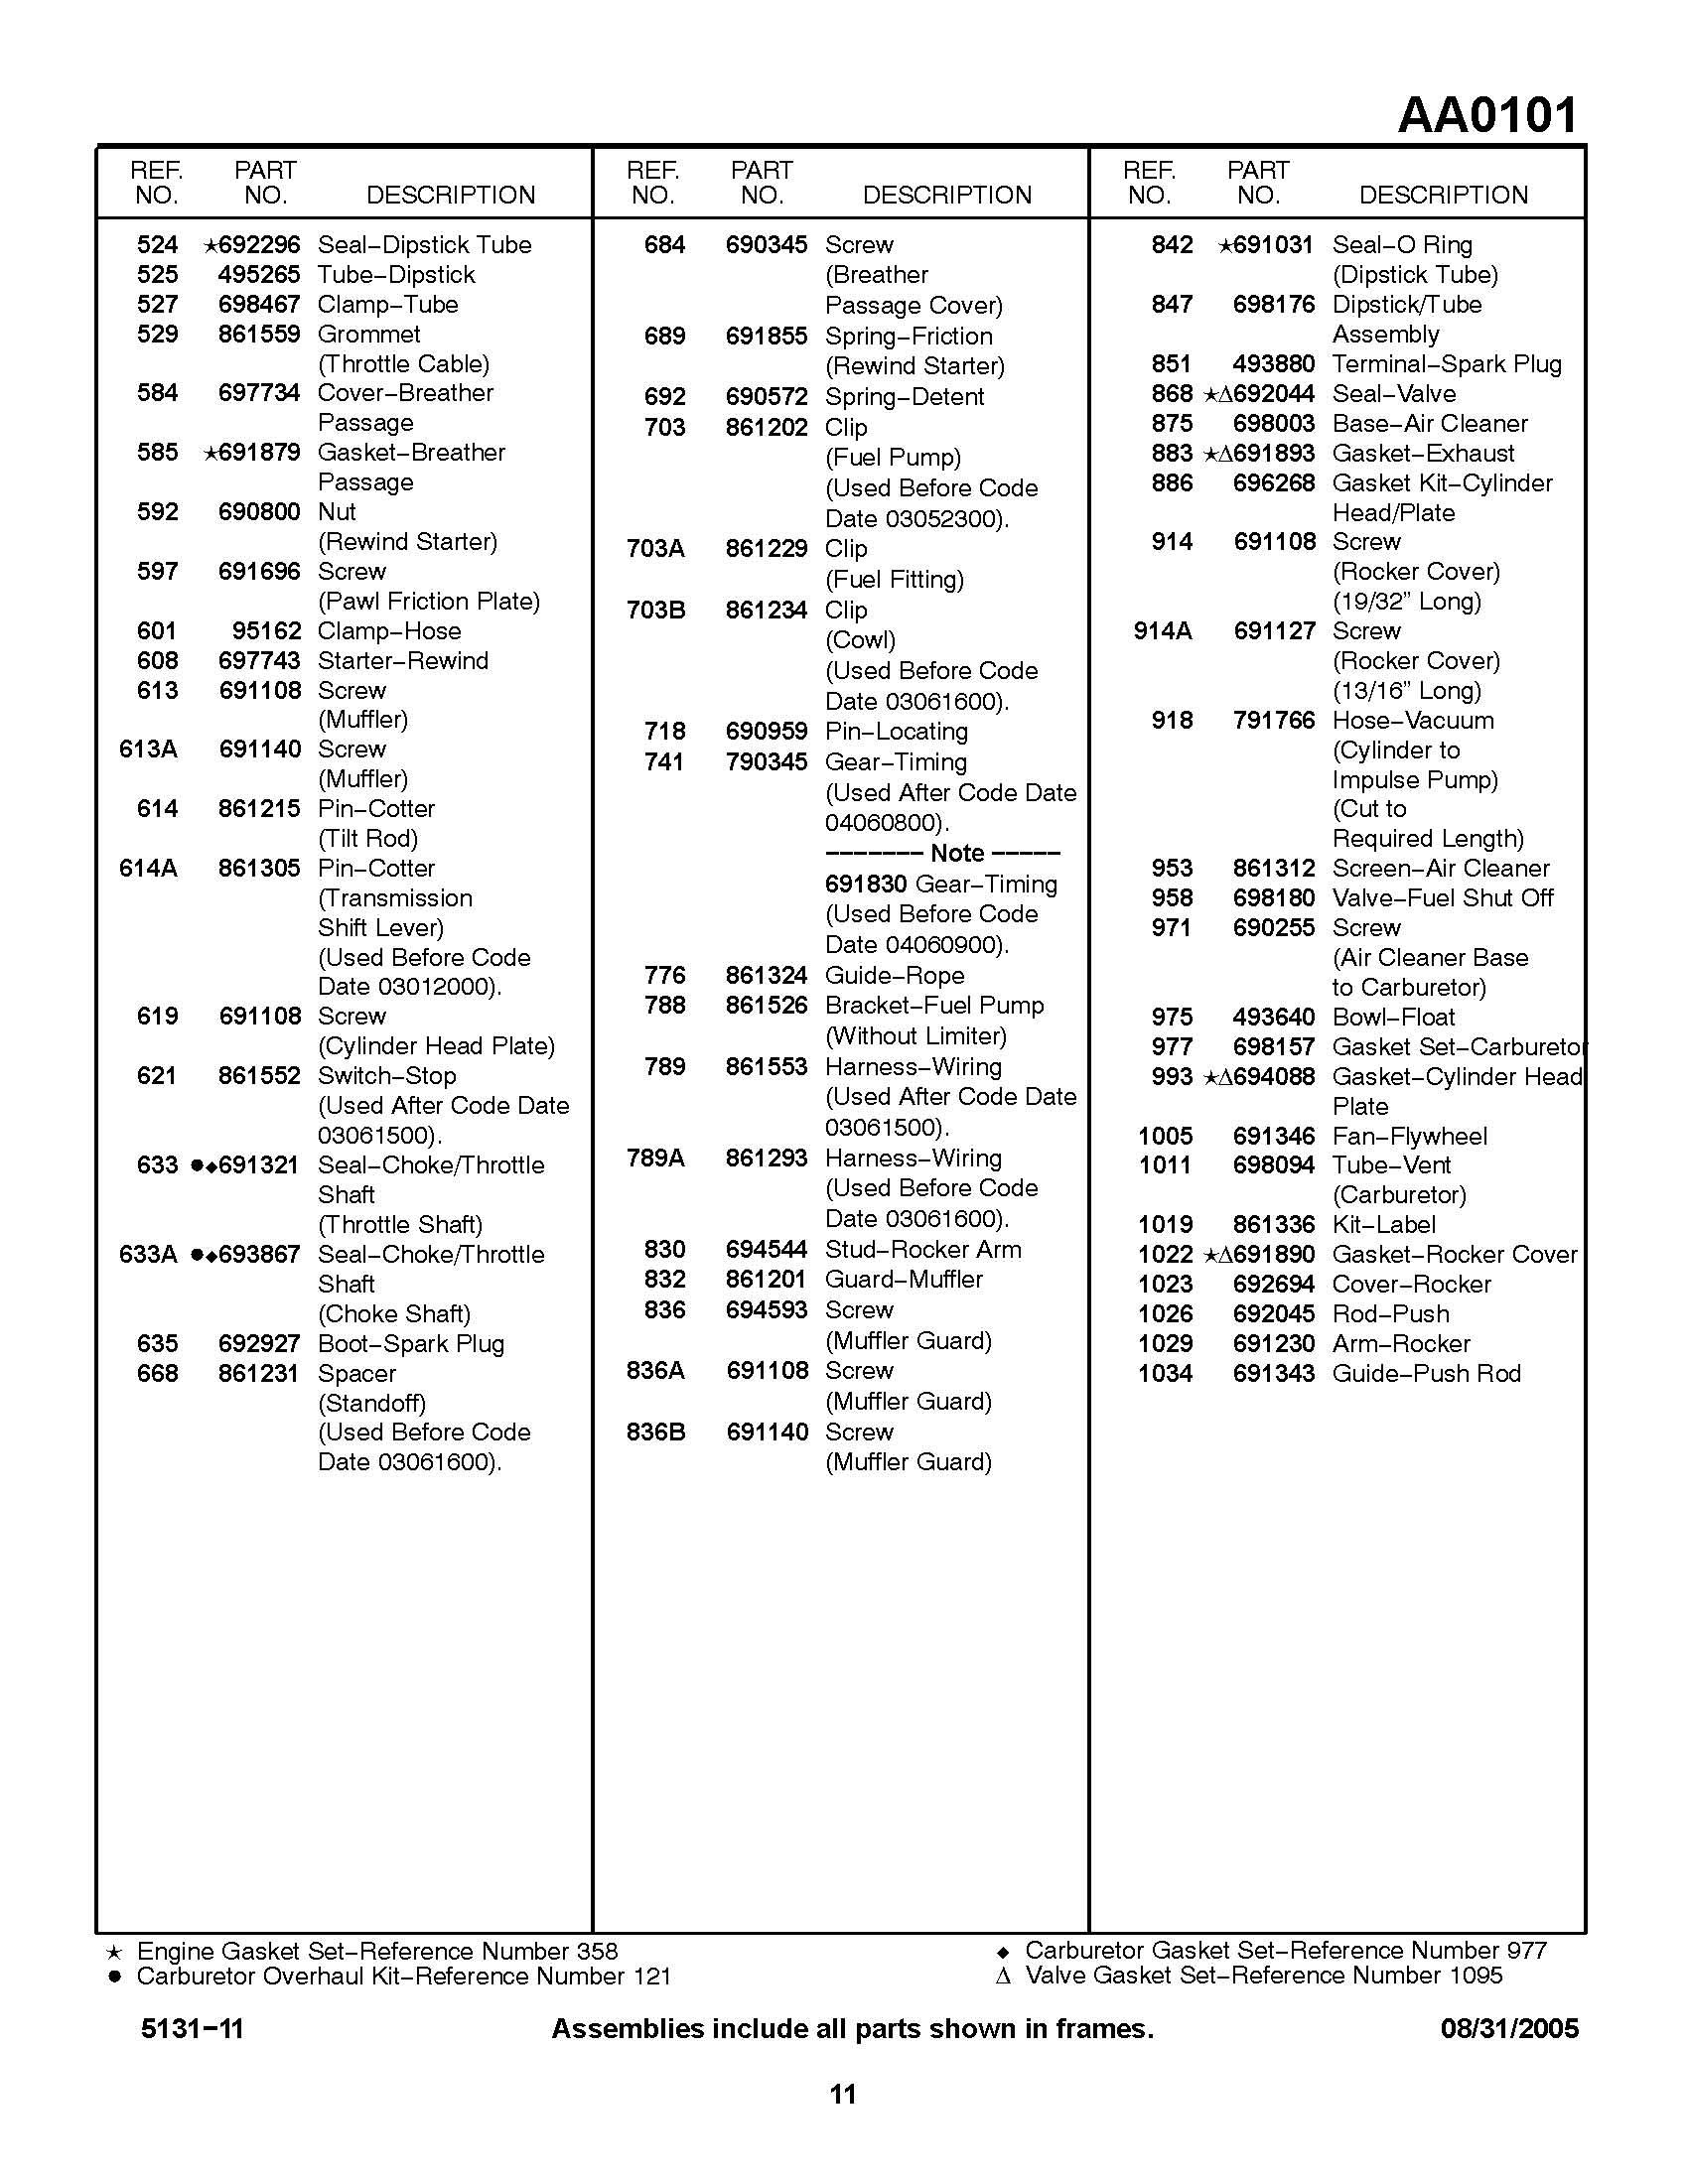 AA0101
REF. PART
NO. NO. DESCRIPTION
524 ★692296 Seal–Dipstick Tube
525 495265 Tube–Dipstick
527 698467 Clamp–Tube
529 861559 Grommet
(Throttle Cable)
584 697734 Cover–Breather
Passage
585 ★691879 Gasket–Breather
Passage
592 690800 Nut
(Rewind Starter)
597 691696 Screw
(Pawl Friction Plate)
601 95162 Clamp–Hose
608 697743 Starter–Rewind
613 691108 Screw
(Muffler)
613A 691140 Screw
(Muffler)
614 861215 Pin–Cotter
(Tilt Rod)
614A 861305 Pin–Cotter
(Transmission
Shift Lever)
(Used Before Code
Date 03012000).
619 691108 Screw
(Cylinder Head Plate)
621 861552 Switch–Stop
(Used After Code Date
03061500).
633 ●◆691321 Seal–Choke/Throttle
Shaft
(Throttle Shaft)
633A ●◆693867 Seal–Choke/Throttle
Shaft
(Choke Shaft)
635 692927 Boot–Spark Plug
668 861231 Spacer
(Standoff)
(Used Before Code
Date 03061600).
REF. PART
NO. NO. DESCRIPTION
684 690345 Screw
(Breather
Passage Cover)
689 691855 Spring–Friction
(Rewind Starter)
692 690572 Spring–Detent
703 861202 Clip
(Fuel Pump)
(Used Before Code
Date 03052300).
703A 861229 Clip
(Fuel Fitting)
703B 861234 Clip
(Cowl)
(Used Before Code
Date 03061600).
718 690959 Pin–Locating
741 790345 Gear–Timing
(Used After Code Date
04060800).
––––––– Note –––––
691830 Gear–Timing
(Used Before Code
Date 04060900).
776 861324 Guide–Rope
788 861526 Bracket–Fuel Pump
(Without Limiter)
789 861553 Harness–Wiring
(Used After Code Date
03061500).
789A 861293 Harness–Wiring
(Used Before Code
Date 03061600).
830 694544 Stud–Rocker Arm
832 861201 Guard–Muffler
836 694593 Screw
(Muffler Guard)
836A 691108 Screw
(Muffler Guard)
836B 691140 Screw
(Muffler Guard)
REF. PART
NO. NO. DESCRIPTION
842 ★691031 Seal–O Ring
(Dipstick Tube)
847 698176 Dipstick/Tube
Assembly
851 493880 Terminal–Spark Plug
868 ★Δ692044 Seal–Valve
875 698003 Base–Air Cleaner
883 ★Δ691893 Gasket–Exhaust
886 696268 Gasket Kit–Cylinder
Head/Plate
914 691108 Screw
(Rocker Cover)
(19/32” Long)
914A 691127 Screw
(Rocker Cover)
(13/16” Long)
918 791766 Hose–Vacuum
(Cylinder to
Impulse Pump)
(Cut to
Required Length)
953 861312 Screen–Air Cleaner
958 698180 Valve–Fuel Shut Off
971 690255 Screw
(Air Cleaner Base
to Carburetor)
975 493640 Bowl–Float
977 698157 Gasket Set–Carburetor
993 ★Δ694088 Gasket–Cylinder Head
Plate
1005 691346 Fan–Flywheel
1011 698094 Tube–Vent
(Carburetor)
1019 861336 Kit–Label
1022 ★Δ691890 Gasket–Rocker Cover
1023 692694 Cover–Rocker
1026 692045 Rod–Push
1029 691230 Arm–Rocker
1034 691343 Guide–Push Rod
★ Engine Gasket Set–Reference Number 358
● Carburetor Overhaul Kit–Reference Number 121
◆ Carburetor Gasket Set–Reference Number 977
Δ Valve Gasket Set–Reference Number 1095
5131–11 Assemblies include all parts shown in frames. 08/31/2005
11